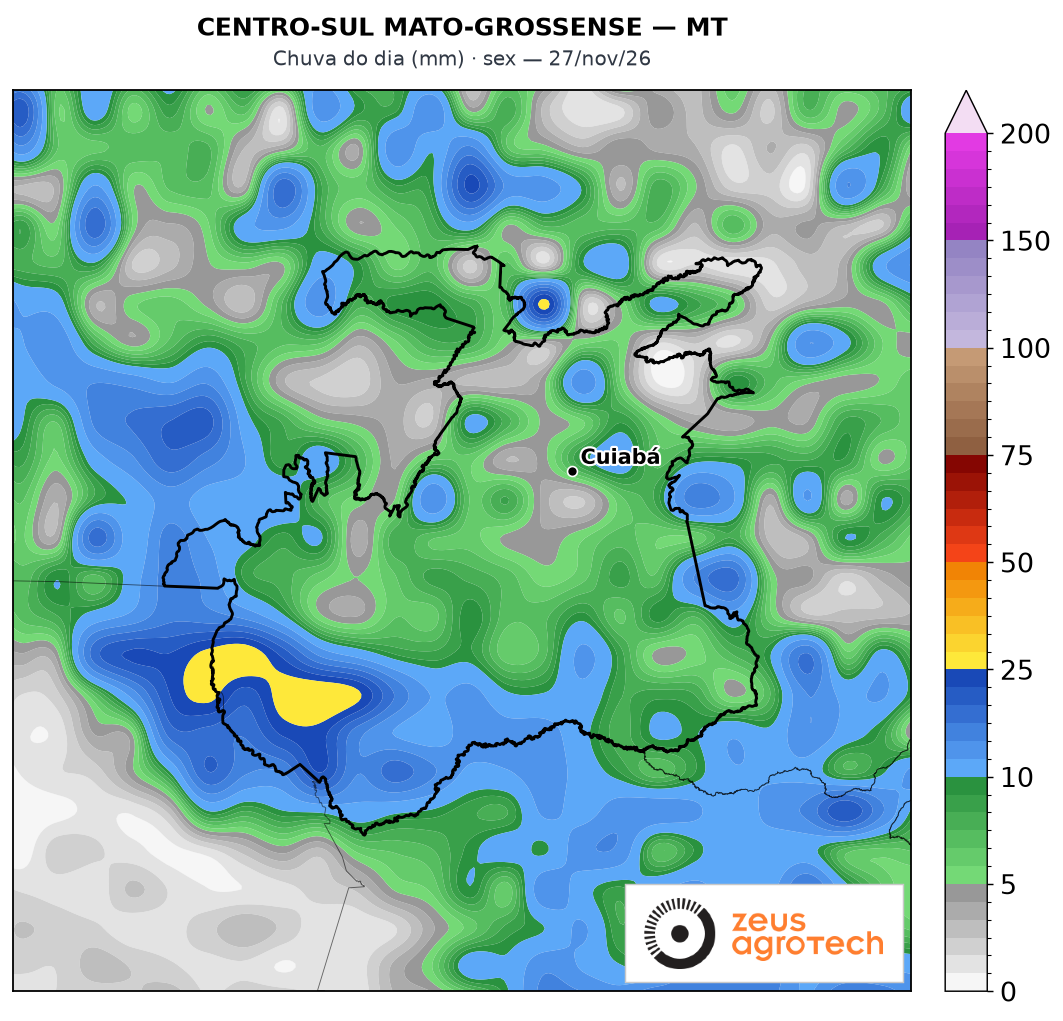 CENTRO-SUL MATO-GROSSENSE — MT
Chuva do dia (mm) · sex — 27/nov/26
200
150
100
75
50
25
10
5
0
Cuiabá
zeus
agrotech